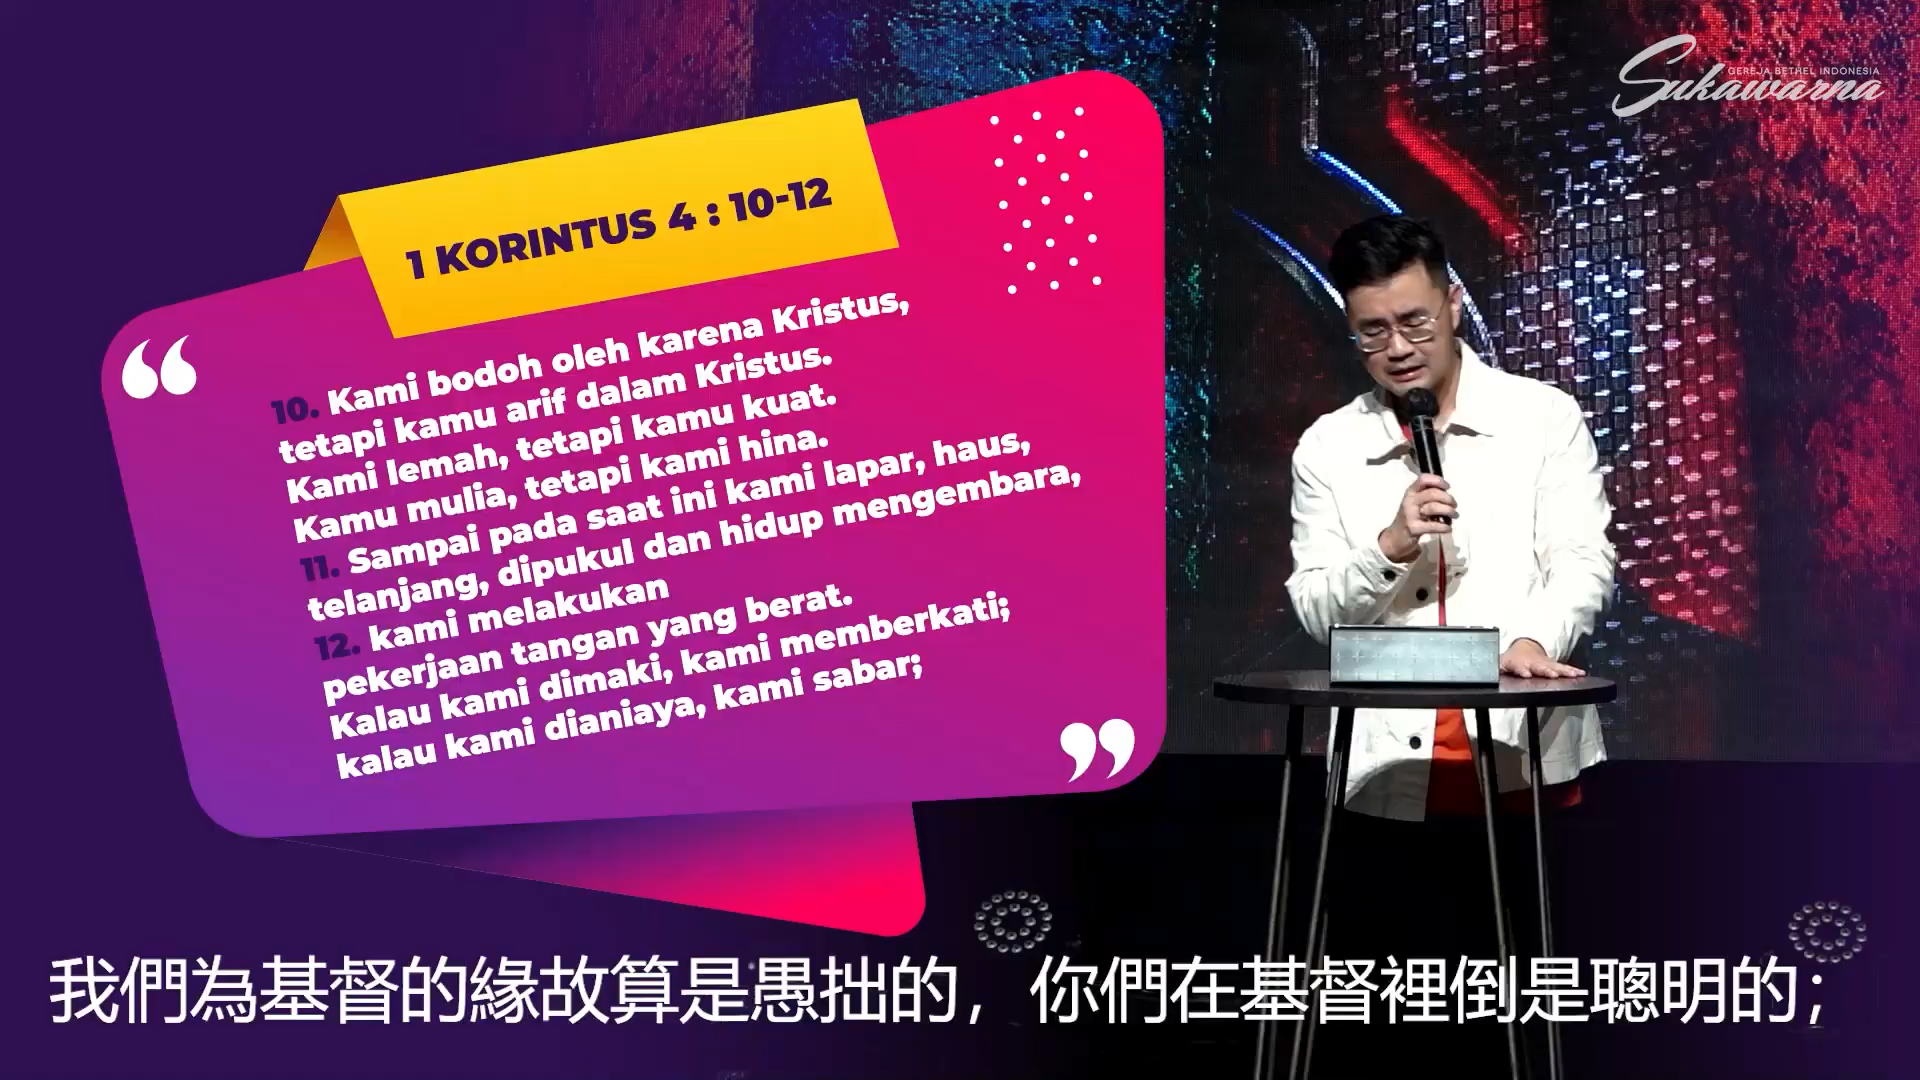 GEREJA BETHEL INDONESIA
Sukawarna
1 KORINTUS 4 : 10-12
10. Kami bodoh oleh karena Kristus,
tetapi kamu arif dalam Kristus.
Kami lemah, tetapi kamu kuat.
Kamu mulia, tetapi kami hina.
11. Sampai pada saat ini kami lapar, haus,
telanjang, dipukul dan hidup mengembara,
12. kami melakukan
pekerjaan tangan yang berat.
Kalau kami dimaki, kami memberkati;
kalau kami dianiaya, kami sabar;
我們為基督的緣故算是愚拙的，你們在基督裡倒是聰明的；